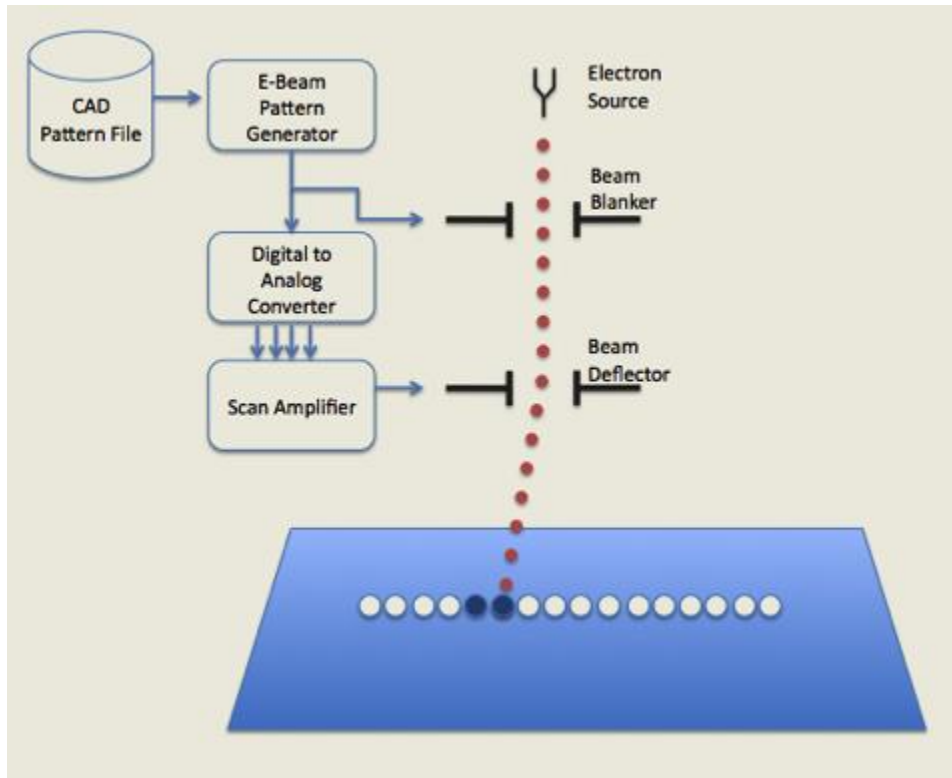 CAD
Pattern File
E-Beam
Pattern
Generator
Electron
Source
Beam
Blanker
Digital to
Analog
Converter
Beam
Deflector
Scan Amplifier